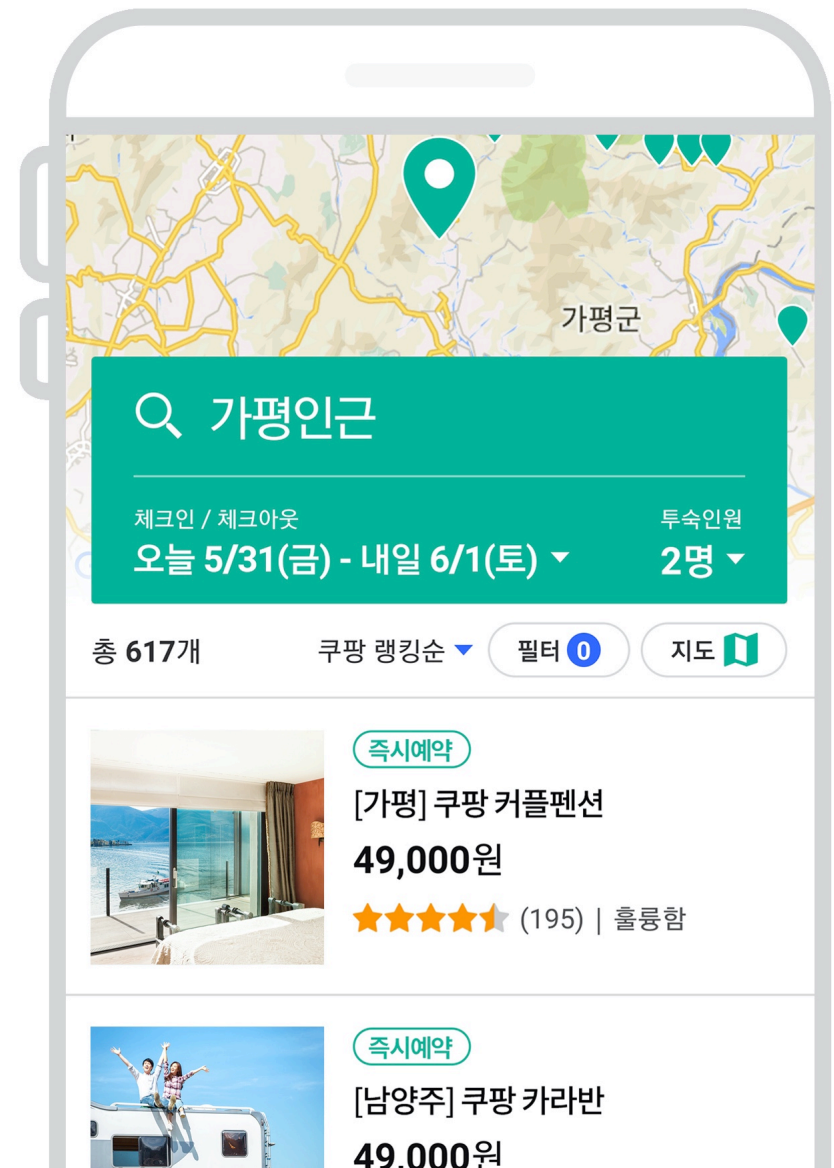 가평군
가평인근
체크인 / 체크아웃 투숙인원
오늘 5/31(금) - 내일 6/1(토) 2명
총 617개 쿠팡 랭킹순 필터 0 지도
즉시예약
[가평] 쿠팡 커플펜션
49,000원
(195) | 훌륭함
즉시예약
[남양주] 쿠팡 카라반
49,000원